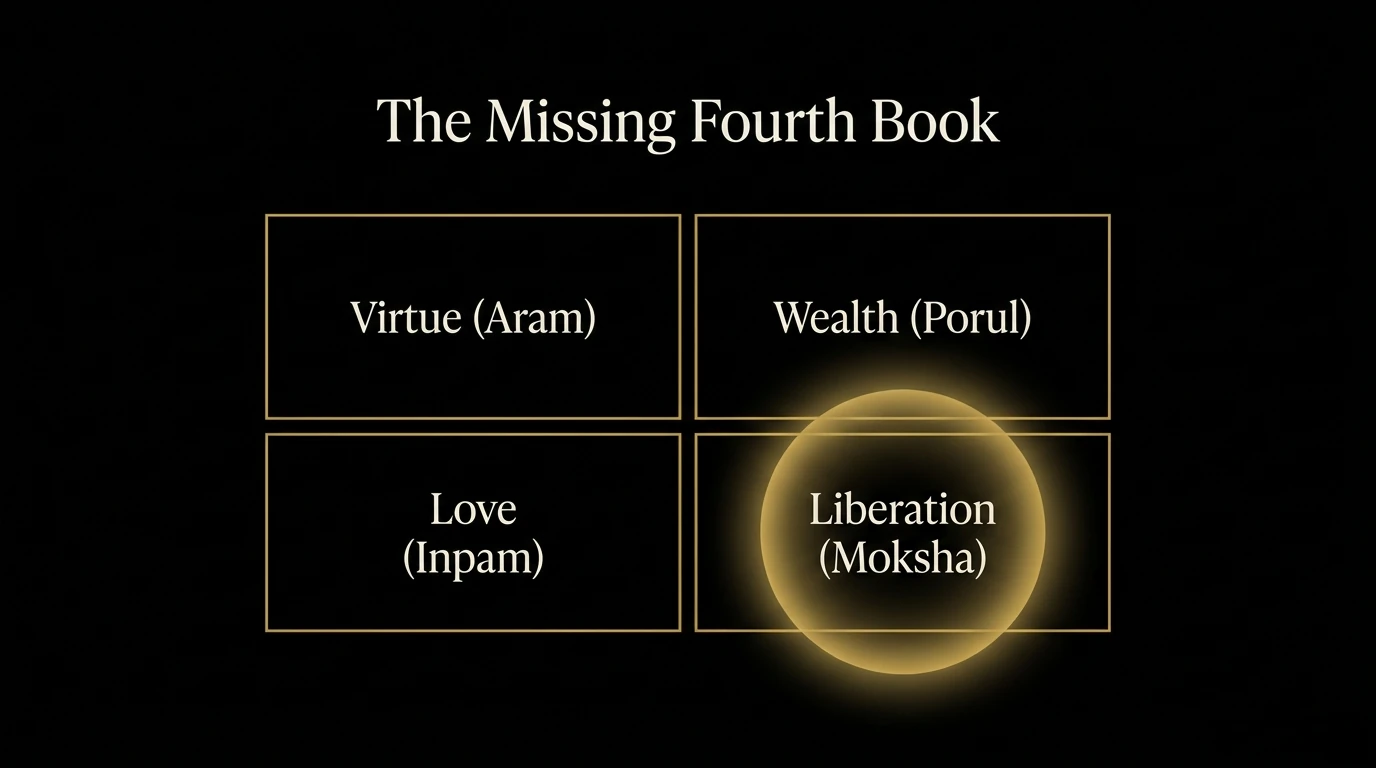 The Missing Fourth Book
Virtue (Aram)
Wealth (Porul)
Love
(Inpam)
Liberation
(Moksha)